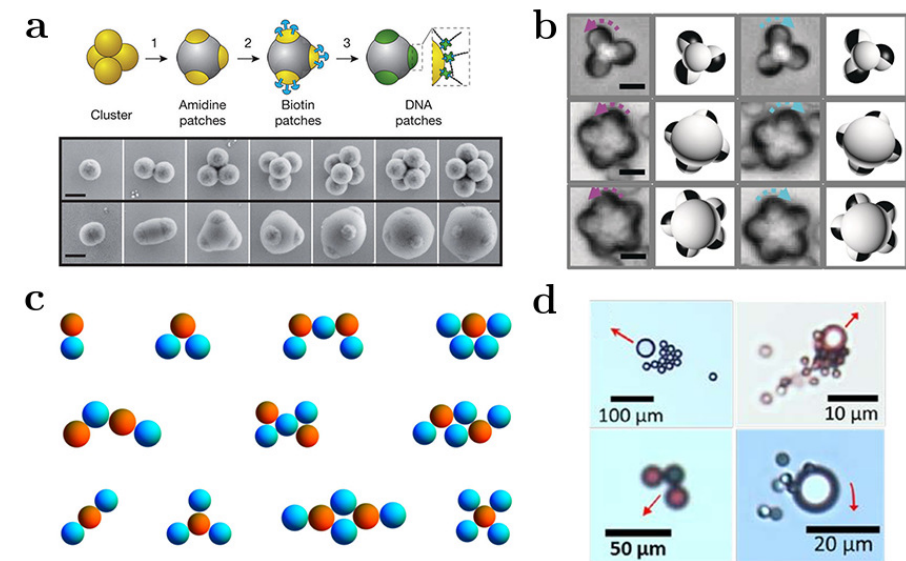 a
1 2 3
Cluster
Amidine
patches
Biotin
patches
DNA
patches
b
c
d
100 μm
10 μm
50 μm
20 μm